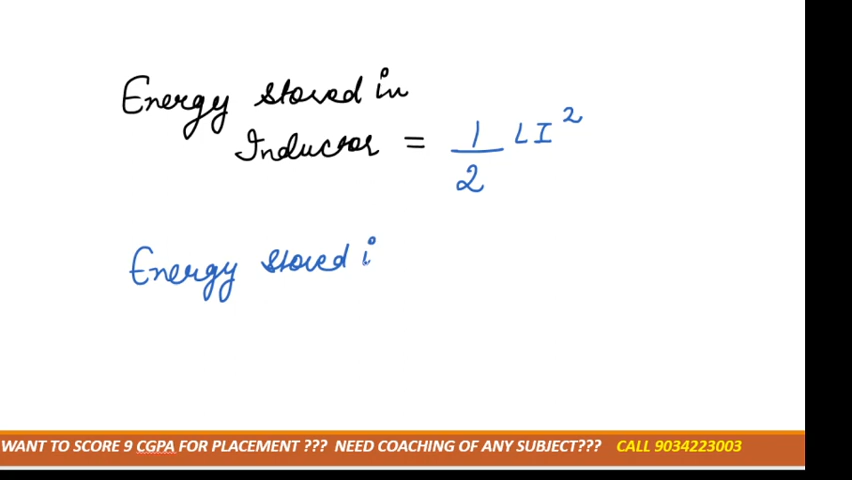 Energy stored in
Inductor = 1/2 LI²
Energy stored i
WANT TO SCORE 9 CGPA FOR PLACEMENT ??? NEED COACHING OF ANY SUBJECT??? CALL 9034223003